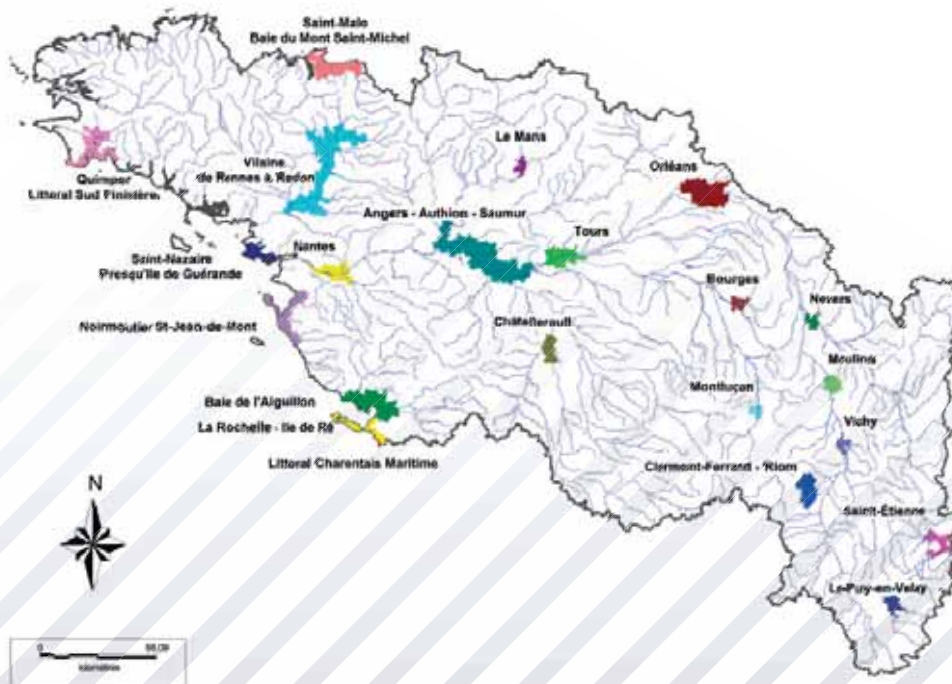 Saint-Malo
Baie du Mont Saint-Michel
Le Mans
Orléans
Vilaine
de Rennes à Redon
Quimper
Littoral Sud Finistère
Angers - Authion - Saumur
Tours
Nantes
Saint-Nazaire
Presqu'île de Guérande
Bourges
Nevers
Noirmoutier St-Jean-de-Mont
Châtellerault
Moulins
Montluçon
Baie de l'Aiguillon
Vichy
La Rochelle - Ile de Ré
Littoral Charentais Maritime
Clermont-Ferrand - Riom
N
Saint-Étienne
Le-Puy-en-Velay
0
kilomètres